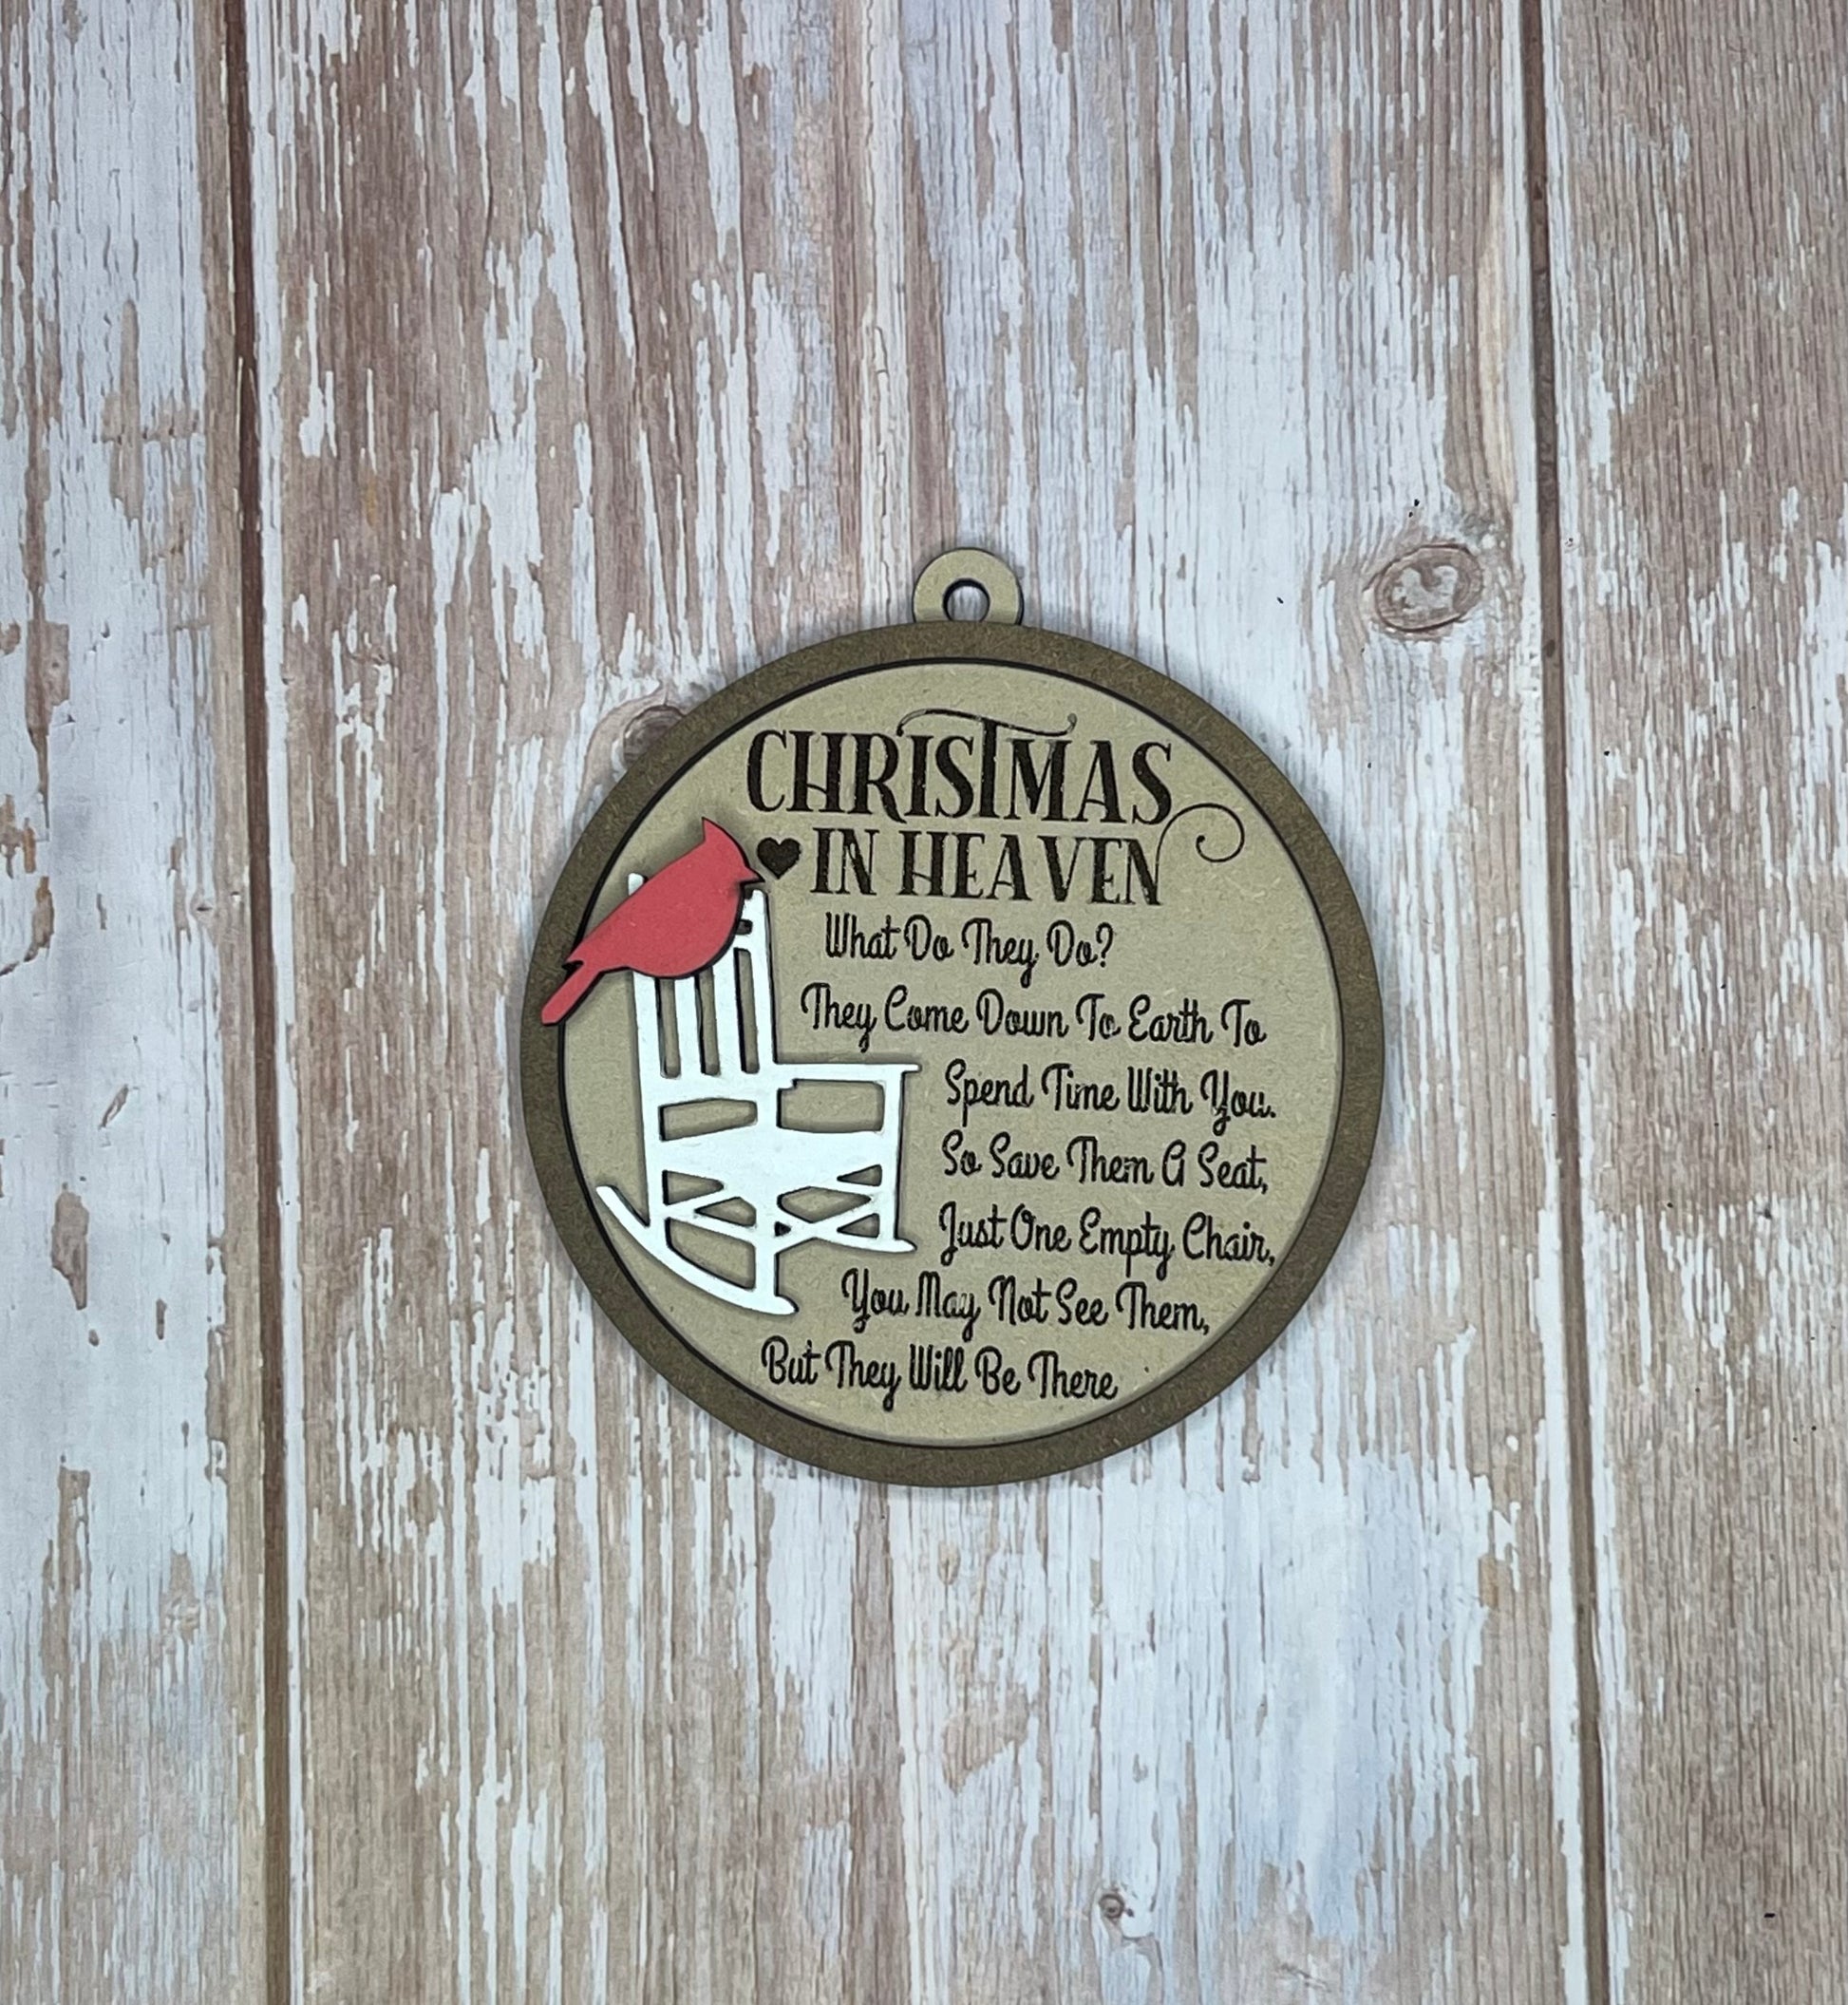 CHRISTMAS
IN HEAVEN
What Do They Do?
They Come Down To Earth To
Spend Time With You.
So Save Them A Seat,
Just One Empty Chair,
You May Not See Them,
But They Will Be There